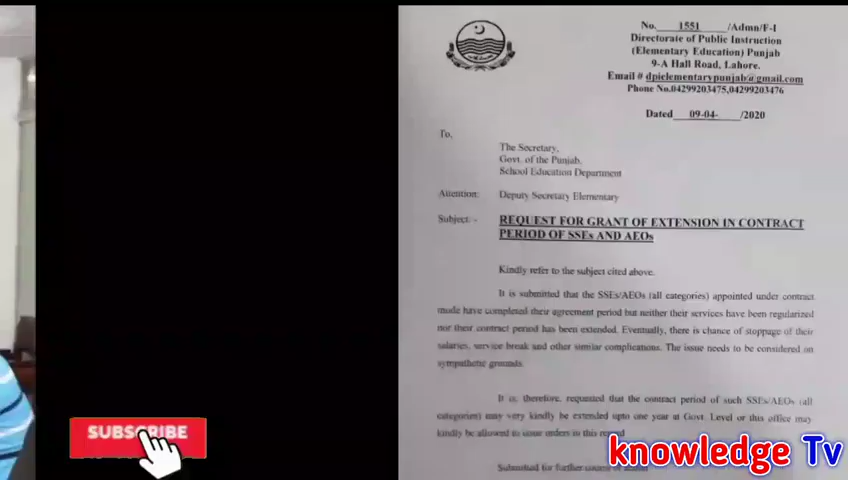 No. 1551 /Admn/F-I
Directorate of Public Instruction
(Elementary Education) Punjab
9-A Hall Road, Lahore.
Email # dpielementarypunjab@gmail.com
Phone No.04299203475,04299203476
Dated 09-04- /2020
To,
The Secretary,
Govt. of the Punjab,
School Education Department
Attention: Deputy Secretary Elementary
Subject: - REQUEST FOR GRANT OF EXTENSION IN CONTRACT
PERIOD OF SSEs AND AEOs
Kindly refer to the subject cited above.
It is submitted that the SSEs/AEOs (all categories) appointed under contract
mode have completed their agreement period but neither their services have been regularized
nor their contract period has been extended. Eventually, there is chance of stoppage of their
salaries, service break and other similar complications. The issue needs to be considered on
sympathetic grounds.
It is, therefore, requested that the contract period of such SSEs/AEOs (all
categories) may very kindly be extended upto one year at Govt. Level or this office may
kindly be allowed to issue orders in this
Submitted for further
SUBSCRIBE
knowledge Tv